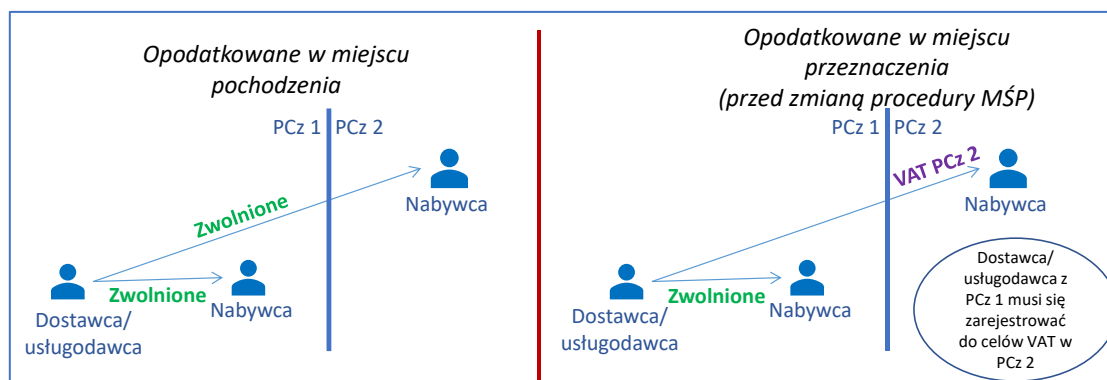 Opodatkowane w miejscu
pochodzenia
PCz 1
PCz 2
Zwolnione
Nabywca
Zwolnione
Nabywca
Dostawca/
usługodawca
Opodatkowane w miejscu
przeznaczenia
(przed zmianą procedury MŚP)
PCz 1
PCz 2
VAT PCz 2
Nabywca
Zwolnione
Nabywca
Dostawca/
usługodawca
Dostawca/
usługodawca z
PCz 1 musi się
zarejestrować
do celów VAT w
PCz 2